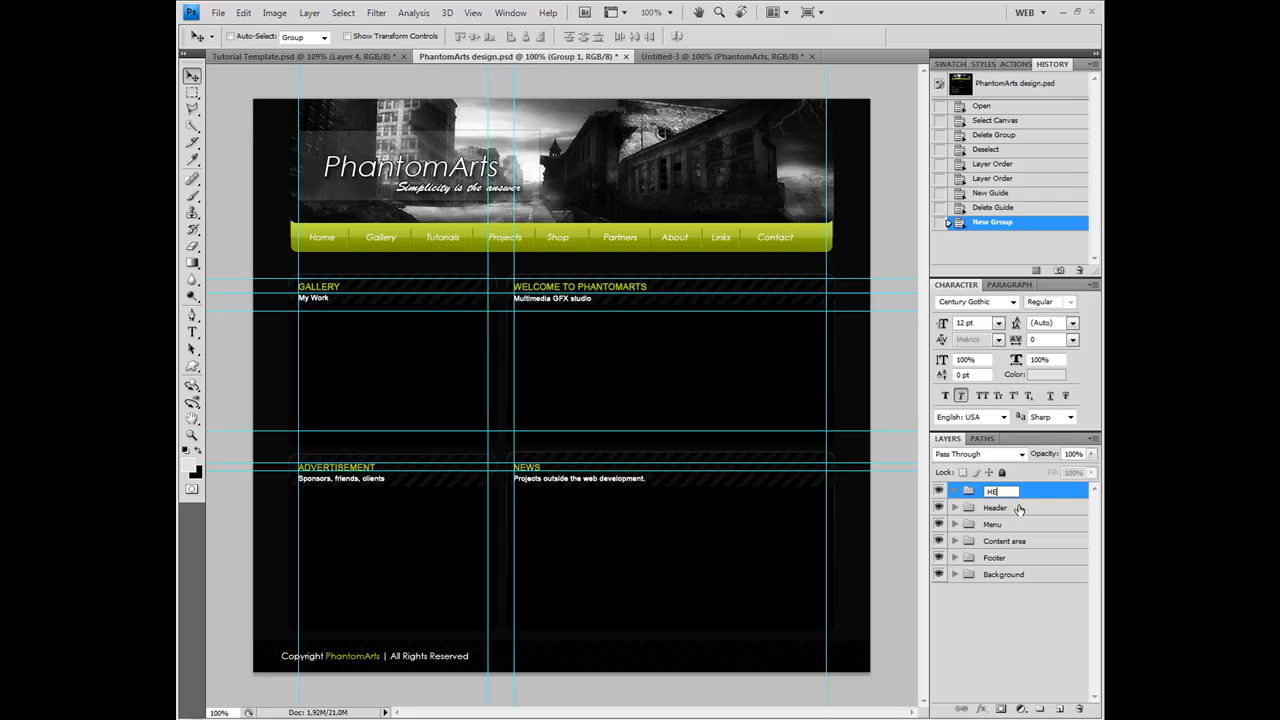 Ps File Edit Image Layer Select Filter Analysis 3D View Window Help Br 100% WEB
Auto-Select: Group Show Transform Controls
Tutorial Template.psd @ 109% (Layer 4, RGB/8) * × PhantomArts design.psd @ 100% (Group 1, RGB/8) * × Untitled-3 @ 100% (PhantomArts, RGB/8) * ×
PhantomArts
Simplicity is the answer
Home Gallery Tutorials Projects Shop Partners About Links Contact
GALLERY
My Work
WELCOME TO PHANTOMARTS
Multimedia GFX studio
ADVERTISEMENT
Sponsors, friends, clients
NEWS
Projects outside the web development.
Copyright PhantomArts | All Rights Reserved
100% Doc: 1,92M/21,0M
SWATCH STYLES ACTIONS HISTORY
PhantomArts design.psd
Open
Select Canvas
Delete Group
Deselect
Layer Order
Layer Order
New Guide
Delete Guide
New Group
CHARACTER PARAGRAPH
Century Gothic Regular
12 pt (Auto)
Metrics 0
100% 100%
0 pt Color:
T T TT Tr T¹ T₁ T T
English: USA aa Sharp
LAYERS PATHS
Pass Through Opacity: 100%
Lock: Fill: 100%
HE
Header
Menu
Content area
Footer
Background